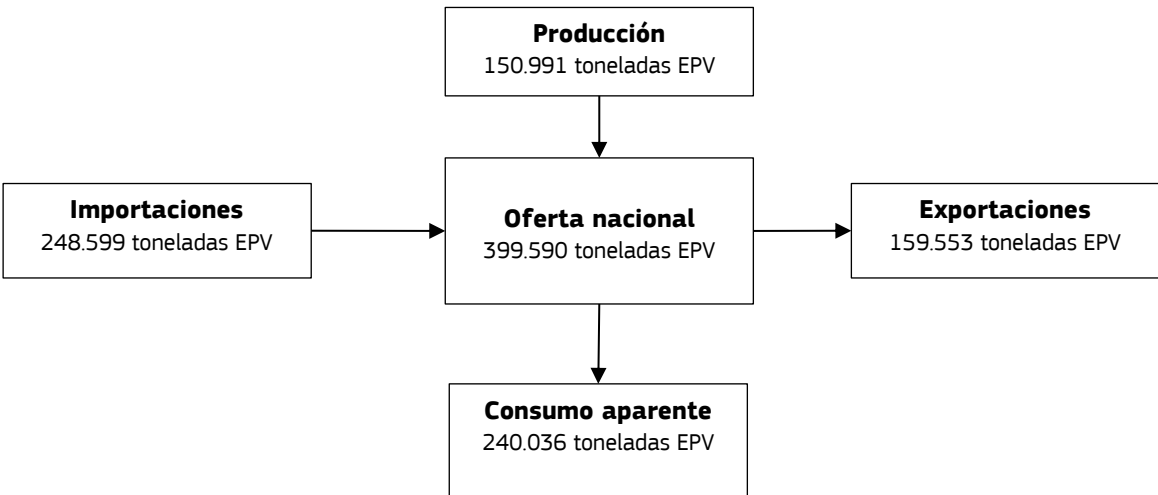 Producción
150.991 toneladas EPV
Importaciones
248.599 toneladas EPV
Oferta nacional
399.590 toneladas EPV
Exportaciones
159.553 toneladas EPV
Consumo aparente
240.036 toneladas EPV